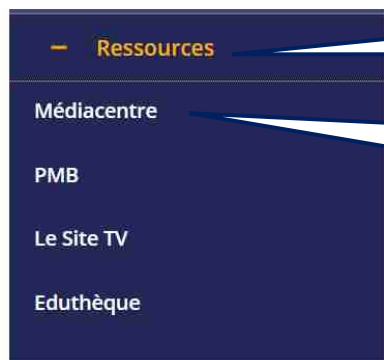 – Ressources
Médiacentre
PMB
Le Site TV
Eduthèque